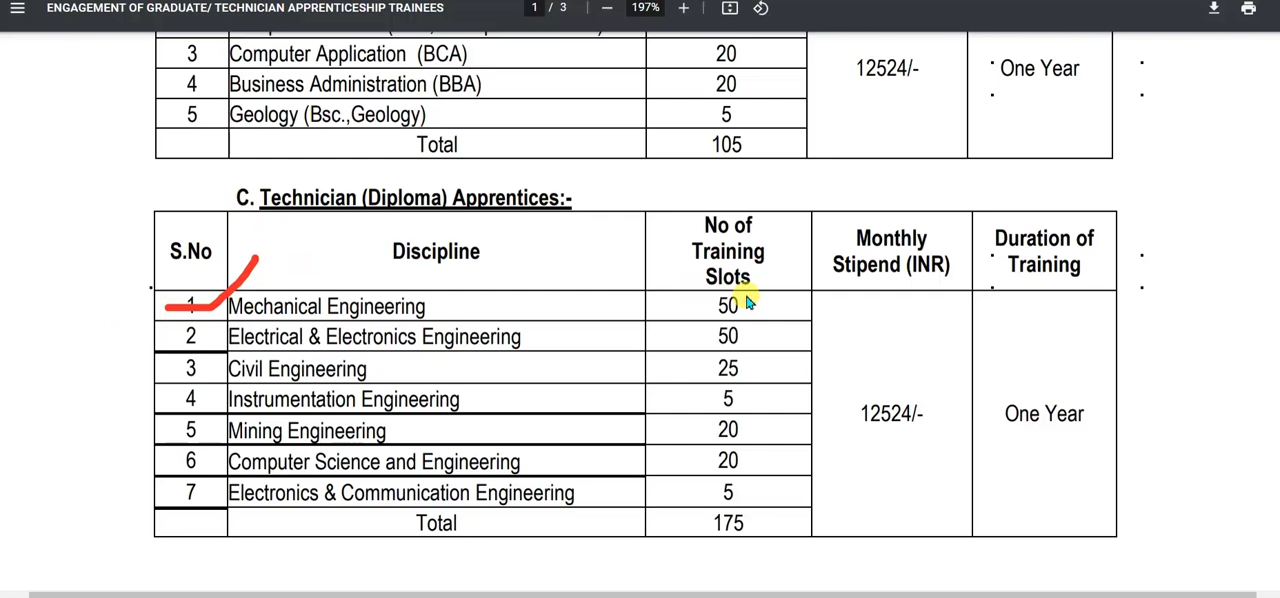 ENGAGEMENT OF GRADUATE/ TECHNICIAN APPRENTICESHIP TRAINEES 1 / 3 197%
3 Computer Application (BCA) 20
4 Business Administration (BBA) 20
12524/- One Year
5 Geology (Bsc.,Geology) 5
Total 105
C. Technician (Diploma) Apprentices:-
S.No Discipline No of Training Slots Monthly Stipend (INR) Duration of Training
1 Mechanical Engineering 50
2 Electrical & Electronics Engineering 50
3 Civil Engineering 25
4 Instrumentation Engineering 5
12524/- One Year
5 Mining Engineering 20
6 Computer Science and Engineering 20
7 Electronics & Communication Engineering 5
Total 175